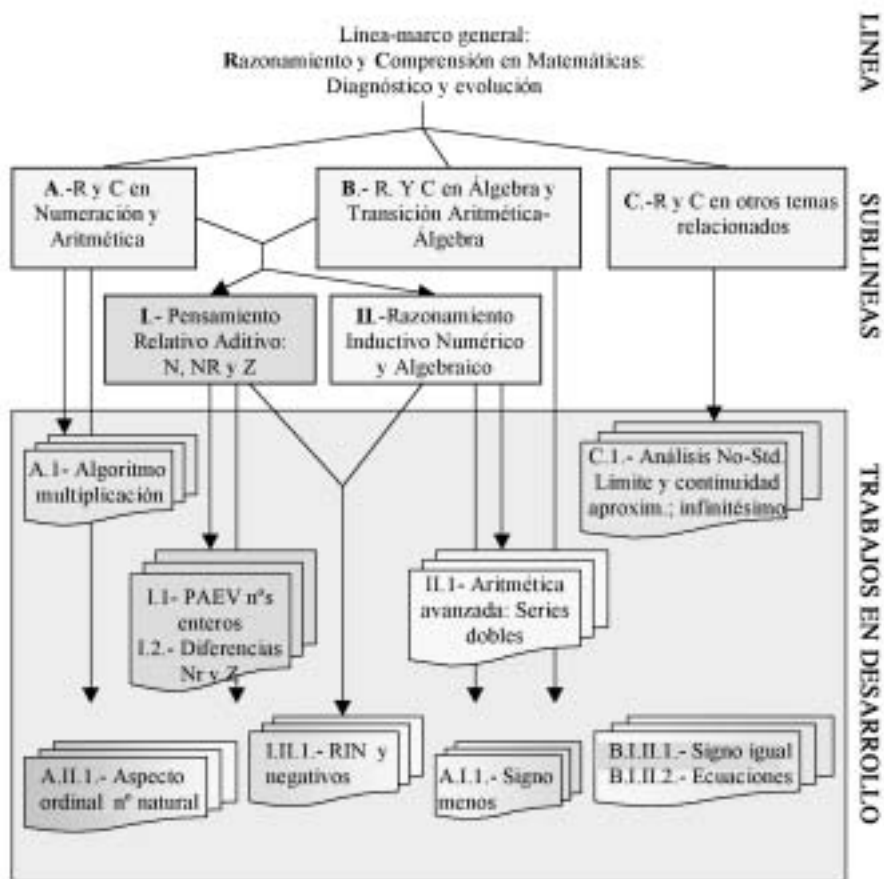 Línea-marco general:
Razonamiento y Comprensión en Matemáticas:
Diagnóstico y evolución
LINEA
A.-R y C en
Numeración y
Aritmética
B.- R. Y C en Álgebra y
Transición Aritmética-
Álgebra
C.-R y C en otros temas
relacionados
SUBLINEAS
I.- Pensamiento
Relativo Aditivo:
N, NR y Z
II.-Razonamiento
Inductivo Numérico
y Algebraico
A.1- Algoritmo
multiplicación
C.1.- Análisis No-Std.
Límite y continuidad
aproxim.; infinitésimo
I.1- PAEV nºs
enteros
I.2.- Diferencias
Nr y Z
II.1- Aritmética
avanzada: Series
dobles
TRABAJOS EN DESARROLLO
A.II.1.- Aspecto
ordinal nº natural
I.II.1.- RIN y
negativos
A.I.1.- Signo
menos
B.I.II.1.- Signo igual
B.I.II.2.- Ecuaciones